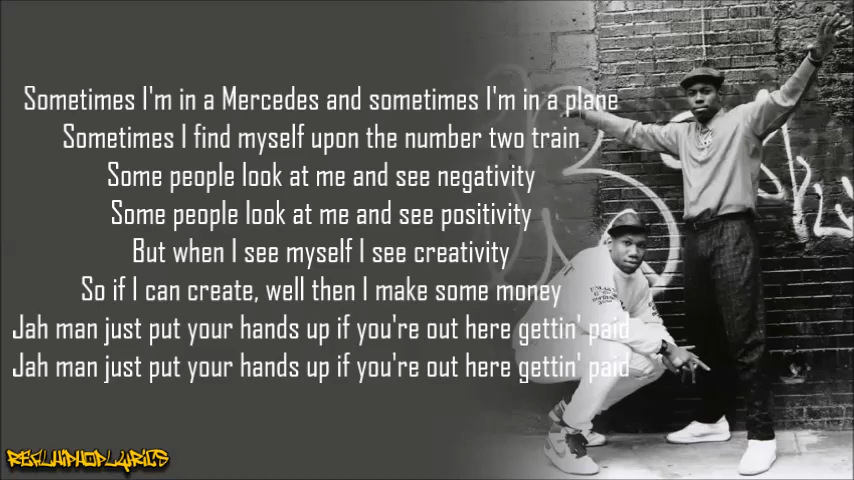 Sometimes I'm in a Mercedes and sometimes I'm in a plane
Sometimes I find myself upon the number two train
Some people look at me and see negativity
Some people look at me and see positivity
But when I see myself I see creativity
So if I can create, well then I make some money
Jah man just put your hands up if you're out here gettin' paid
Jah man just put your hands up if you're out here gettin' paid
REALHIPHOPLYRICS